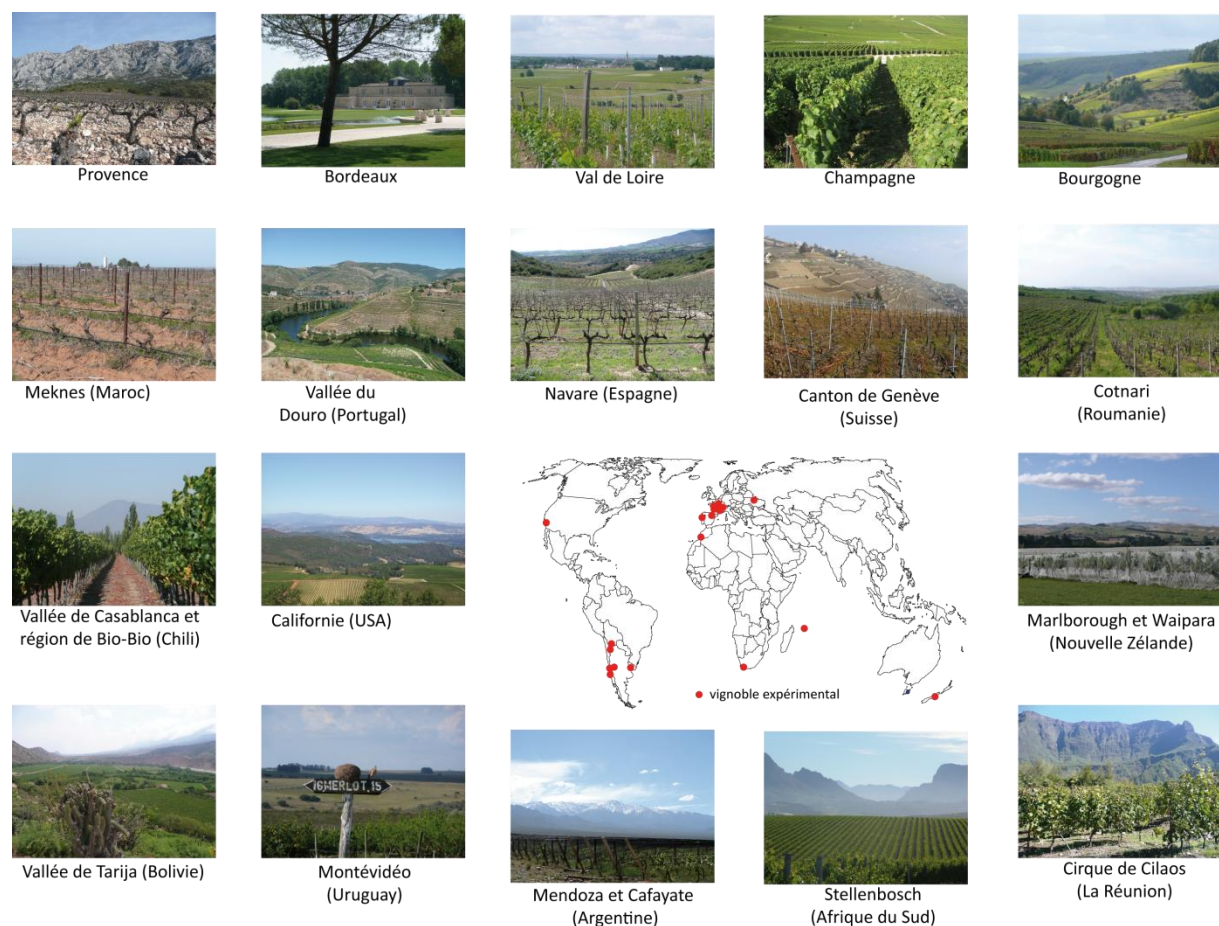 Provence
Bordeaux
Val de Loire
Champagne
Bourgogne
Meknes (Maroc)
Vallée du
Douro (Portugal)
Navare (Espagne)
Canton de Genève
(Suisse)
Cotnari
(Roumanie)
Vallée de Casablanca et
région de Bio-Bio (Chili)
Californie (USA)
vignoble expérimental
Marlborough et Waipara
(Nouvelle Zélande)
16 MERLOT 15
Vallée de Tarija (Bolivie)
Montévidéo
(Uruguay)
Mendoza et Cafayate
(Argentine)
Stellenbosch
(Afrique du Sud)
Cirque de Cilaos
(La Réunion)